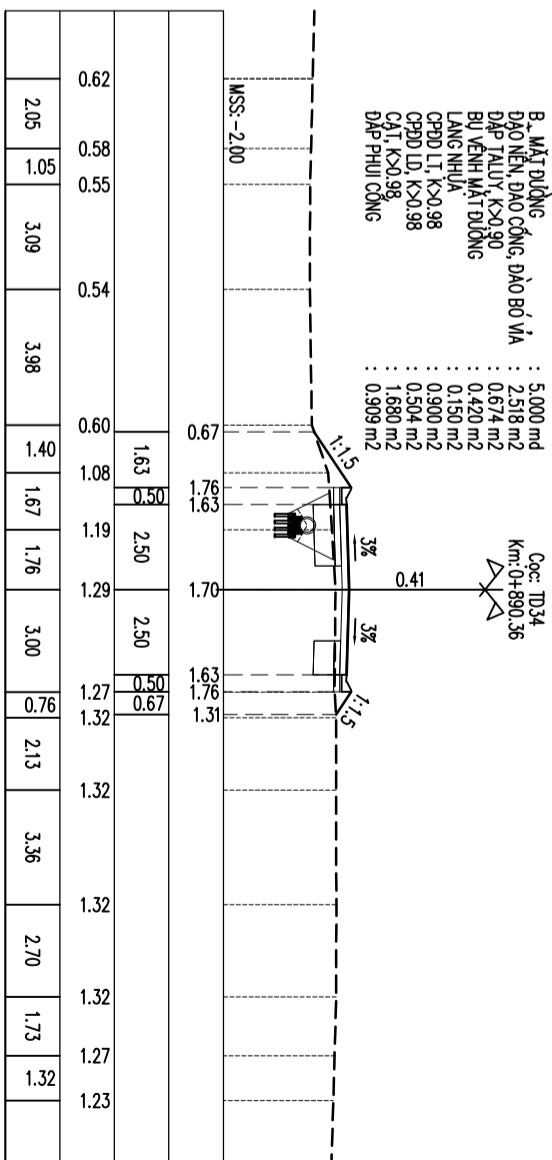 B- MẶT ĐƯỜNG : 5.000 md
ĐÀO NỀN, ĐÀO CỐNG, ĐÀO BÓ VỈA : 2.518 m2
ĐẮP TALUY, K>0.90 : 0.674 m2
BÙ VÊNH MẶT ĐƯỜNG : 0.420 m2
LÁNG NHỰA : 0.150 m2
CPĐD LT, K>0.98 : 0.900 m2
CPĐD LD, K>0.98 : 0.504 m2
CÁT, K>0.98 : 1.680 m2
ĐẮP PHUI CỐNG : 0.909 m2
Cọc: TD34
Km:0+890.36
0.41
3% 3%
1:1.5 1:1.5
MSS:-2.00
0.67 1.76 1.63 1.70 1.63 1.76 1.31
1.63 0.50 2.50 2.50 0.50 0.67
0.62 0.58 0.55 0.54 0.60 1.08 1.19 1.29 1.27 1.32 1.32 1.32 1.32 1.27 1.23
2.05 1.05 3.09 3.98 1.40 1.67 1.76 3.00 0.76 2.13 3.36 2.70 1.73 1.32